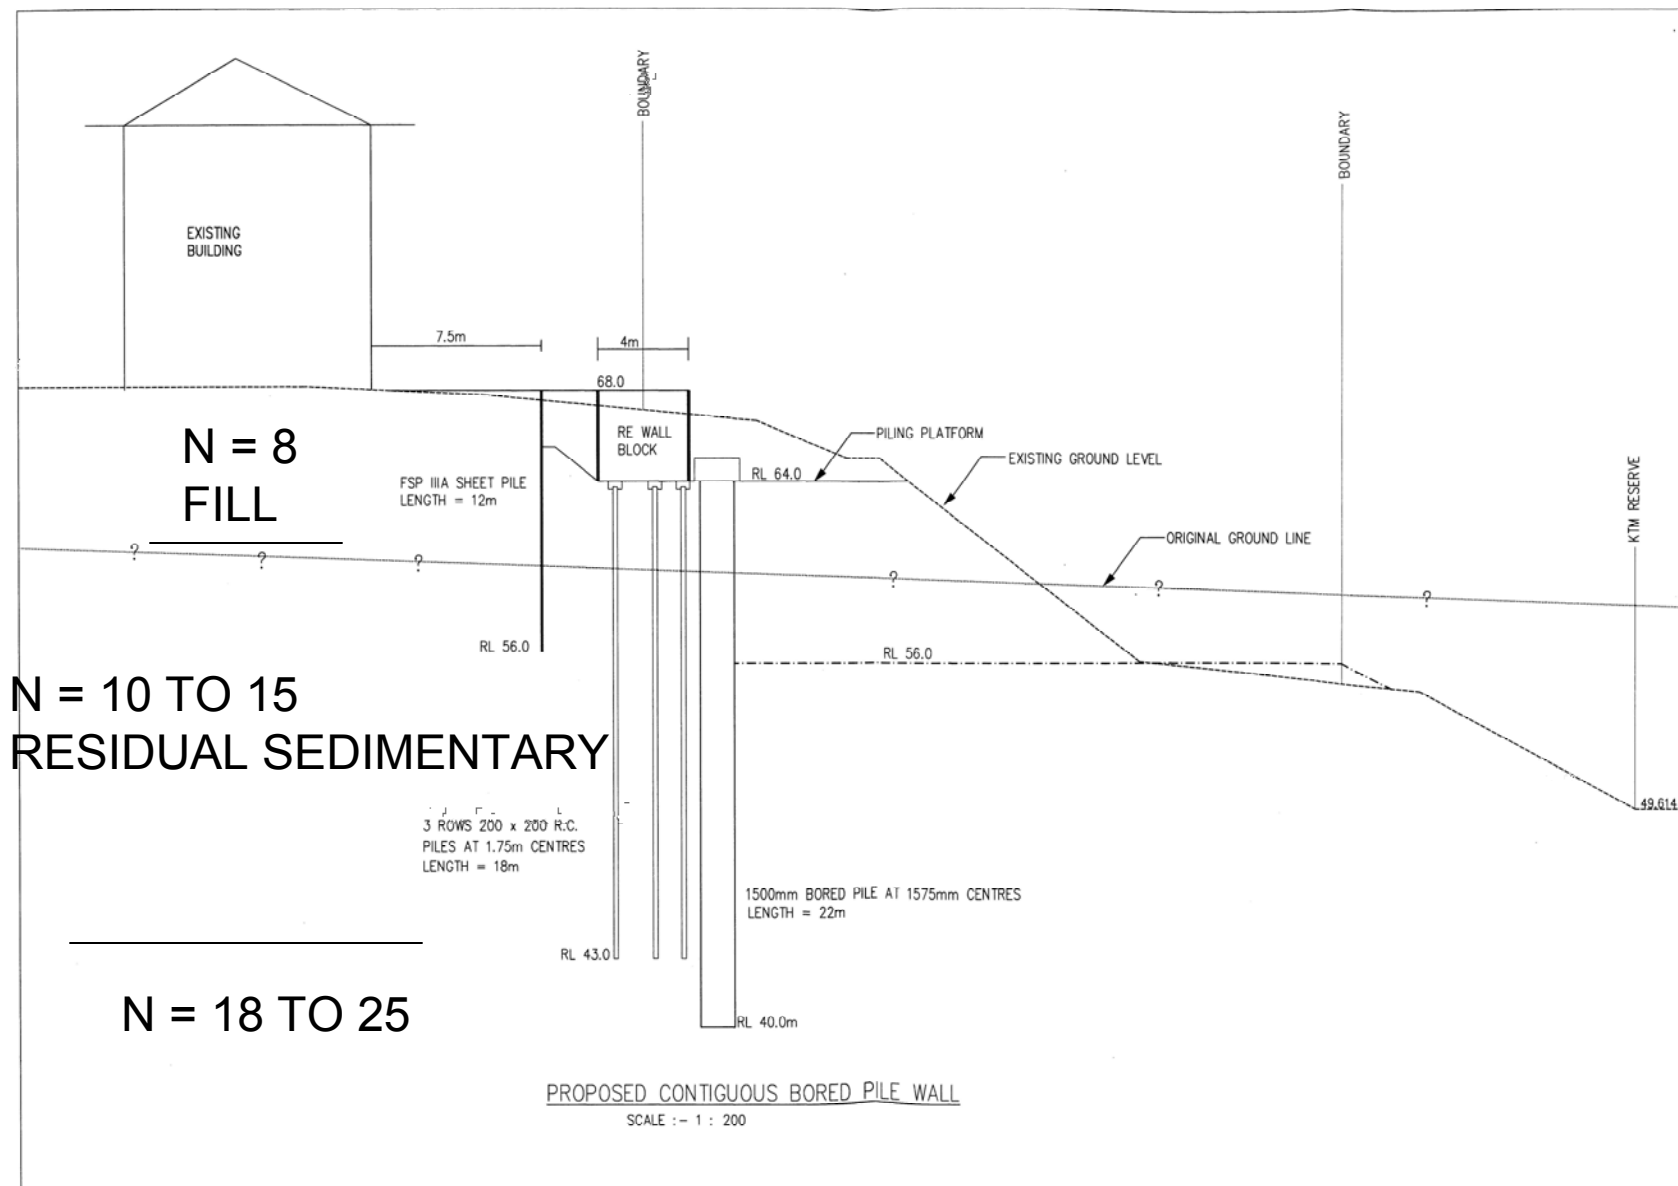 BOUNDARY
BOUNDARY
EXISTING
BUILDING
7.5m
4m
68.0
RE WALL
BLOCK
PILING PLATFORM
RL 64.0
EXISTING GROUND LEVEL
N = 8
FILL
FSP IIIA SHEET PILE
LENGTH = 12m
KTM RESERVE
ORIGINAL GROUND LINE
?
?
?
?
?
?
RL 56.0
RL 56.0
N = 10 TO 15
RESIDUAL SEDIMENTARY
49.614
3 ROWS 200 x 200 R.C.
PILES AT 1.75m CENTRES
LENGTH = 18m
1500mm BORED PILE AT 1575mm CENTRES
LENGTH = 22m
RL 43.0
N = 18 TO 25
RL 40.0m
PROPOSED CONTIGUOUS BORED PILE WALL
SCALE :- 1 : 200